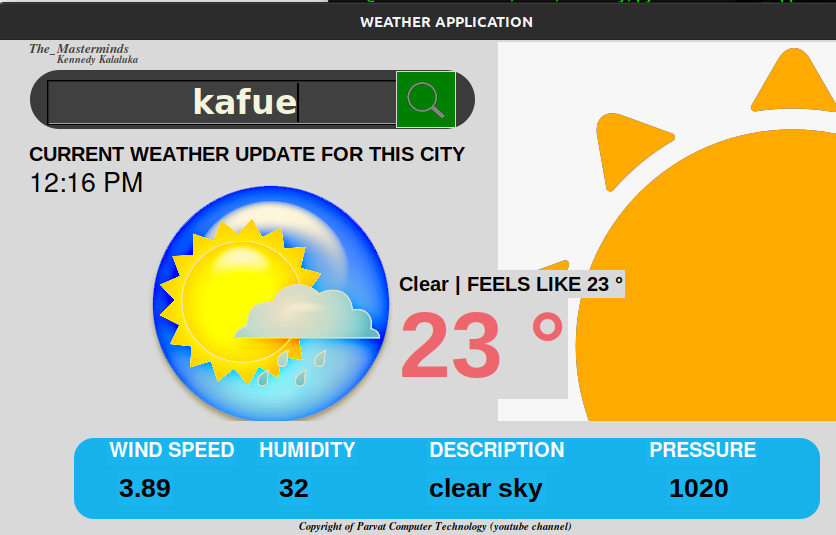 WEATHER APPLICATION
The_Masterminds
Kennedy Kalaluka
kafue
CURRENT WEATHER UPDATE FOR THIS CITY
12:16 PM
Clear | FEELS LIKE 23 °
23 °
WIND SPEED HUMIDITY DESCRIPTION PRESSURE
3.89 32 clear sky 1020
Copyright of Parvat Computer Technology (youtube channel)